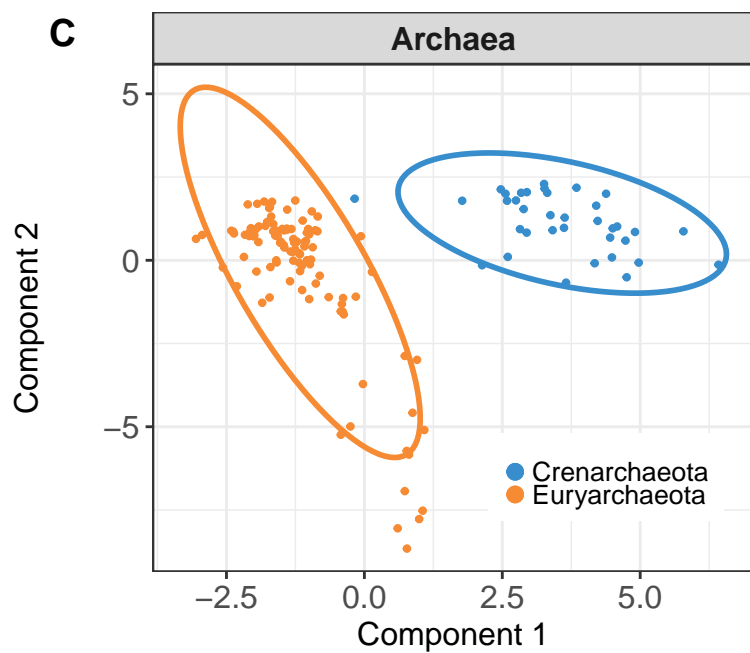 C
Archaea
5
0
−5
Component 2
Crenarchaeota
Euryarchaeota
−2.5 0.0 2.5 5.0
Component 1